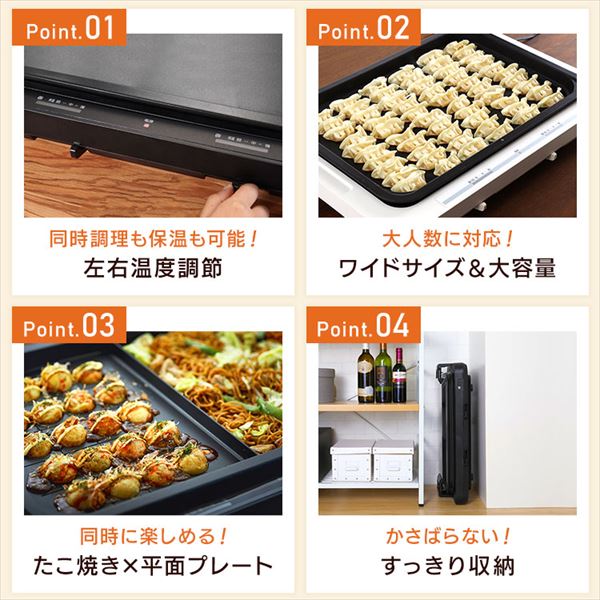 Point.01
同時調理も保温も可能！
左右温度調節
Point.02
大人数に対応！
ワイドサイズ＆大容量
Point.03
同時に楽しめる！
たこ焼き×平面プレート
Point.04
かさばらない！
すっきり収納